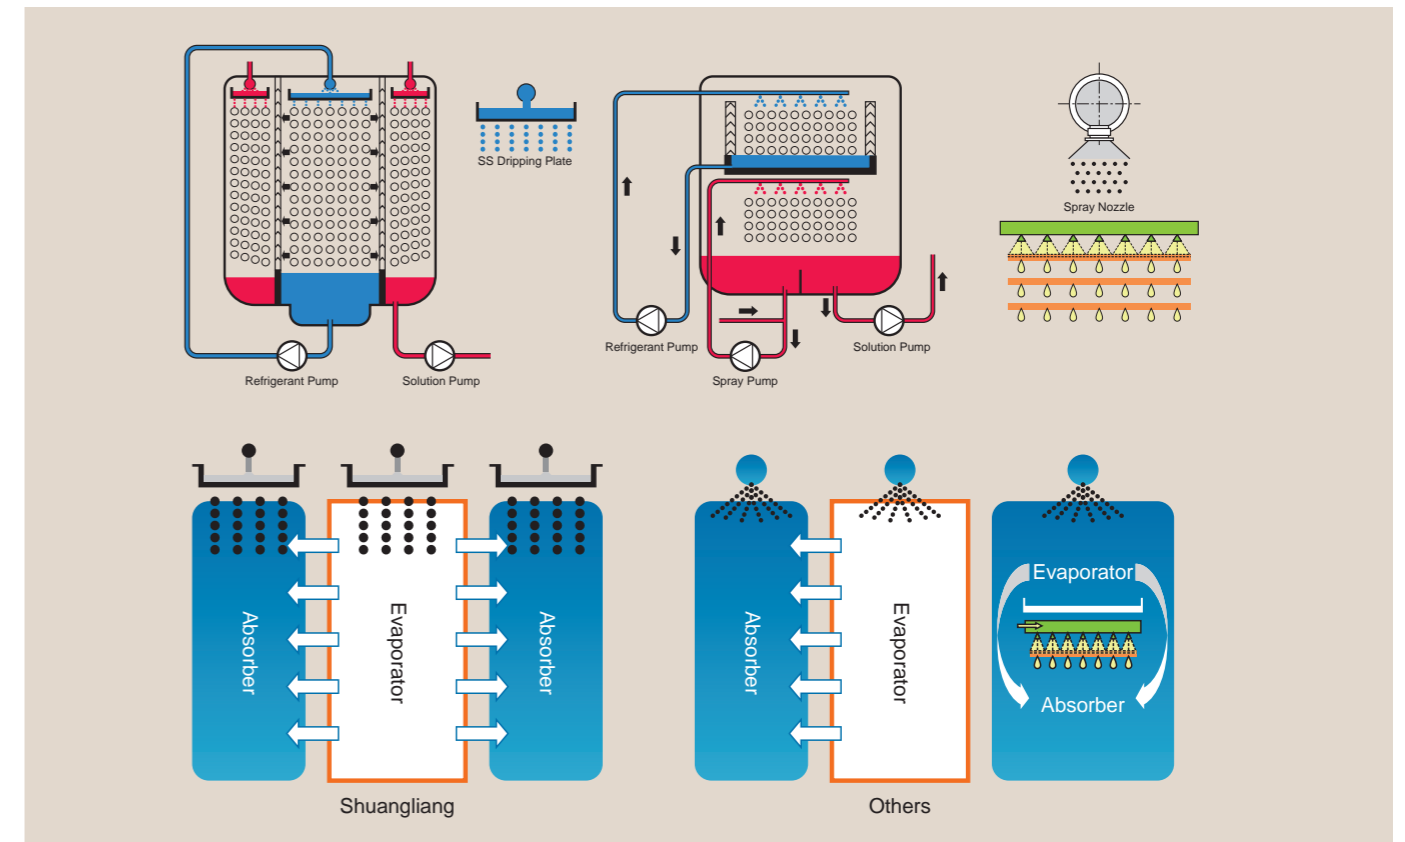 SS Dripping Plate
Refrigerant Pump
Solution Pump
Spray Nozzle
Refrigerant Pump
Spray Pump
Solution Pump
Absorber
Evaporator
Absorber
Shuangliang
Absorber
Evaporator
Evaporator
Absorber
Others